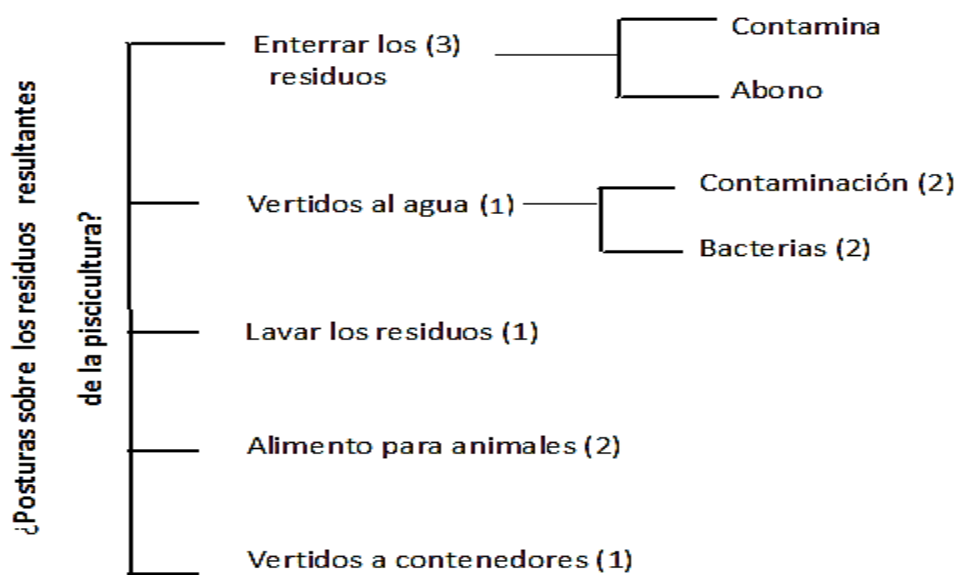 ¿Posturas sobre los residuos resultantes
de la piscicultura?
Enterrar los (3)
residuos
Contamina
Abono
Vertidos al agua (1)
Contaminación (2)
Bacterias (2)
Lavar los residuos (1)
Alimento para animales (2)
Vertidos a contenedores (1)